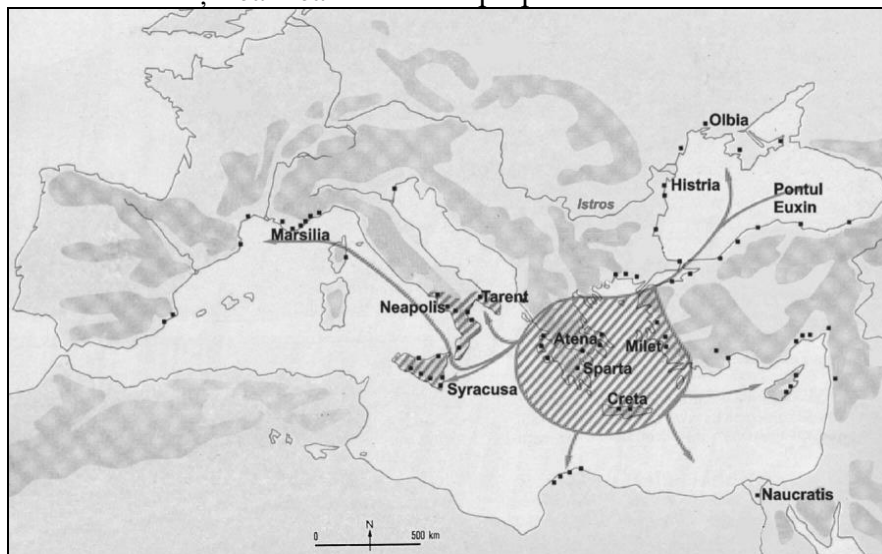 Olbia
Histria
Istros
Pontul
Euxin
Marsilia
Neapolis
Tarent
Atena
Milet
Sparta
Syracusa
Creta
Naucratis
N
0 500 km